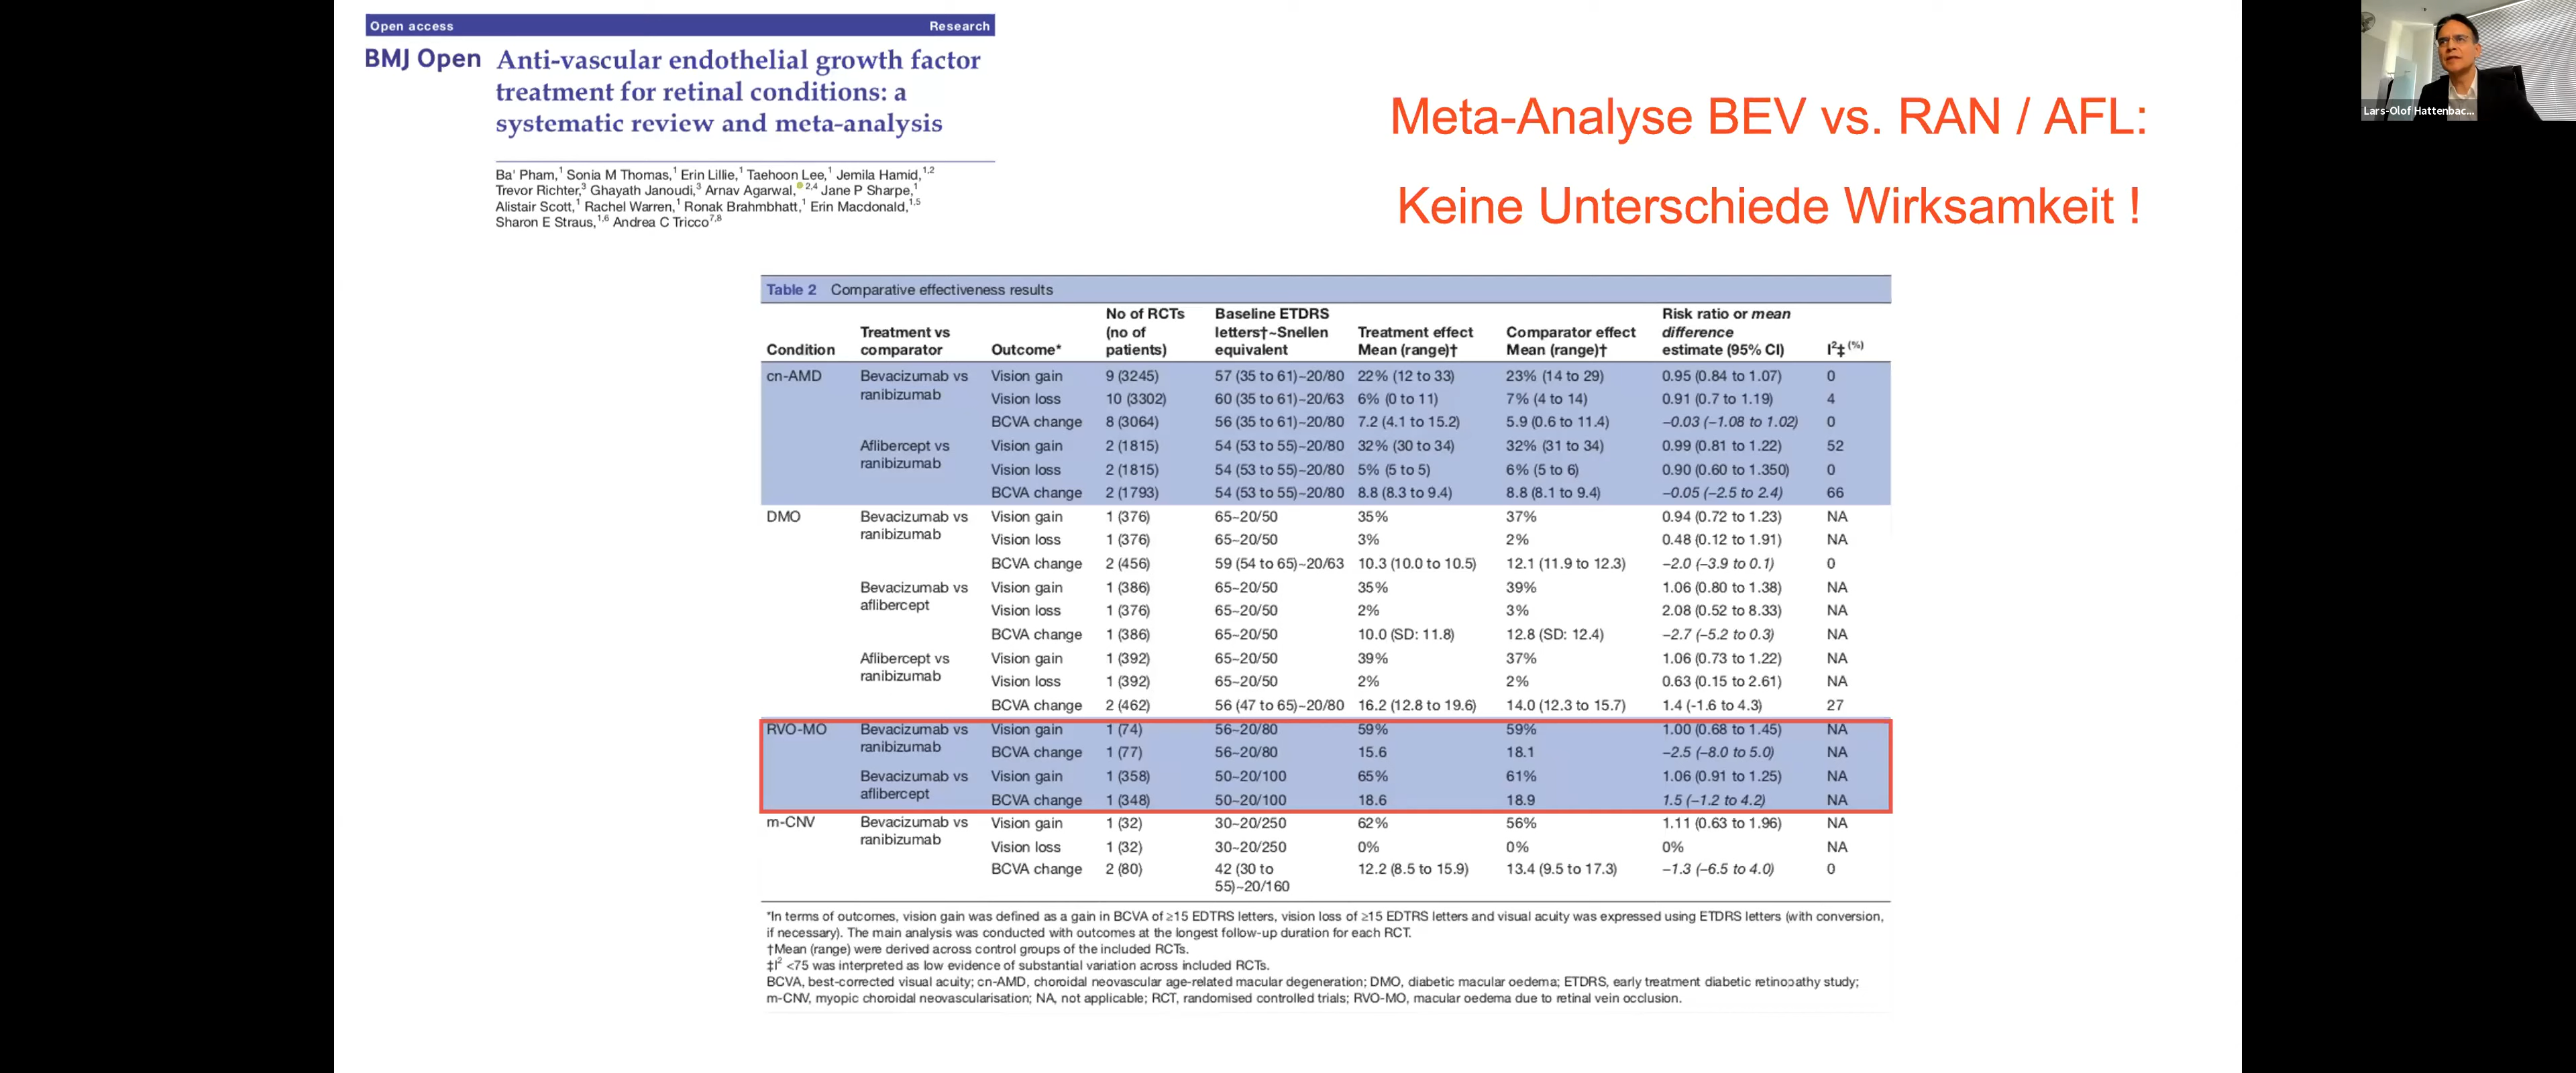 Open access Research
BMJ Open Anti-vascular endothelial growth factor
treatment for retinal conditions: a
systematic review and meta-analysis
Ba' Pham,1 Sonia M Thomas,1 Erin Lillie,1 Taehoon Lee,1 Jemila Hamid,1,2
Trevor Richter,3 Ghayath Janoudi,3 Arnav Agarwal,2,4 Jane P Sharpe,1
Alistair Scott,1 Rachel Warren,1 Ronak Brahmbhatt,1 Erin Macdonald,1,5
Sharon E Straus,1,6 Andrea C Tricco7,8
Meta-Analyse BEV vs. RAN / AFL:
Keine Unterschiede Wirksamkeit !
Lars-Olof Hattenbac...
Table 2 Comparative effectiveness results
Condition Treatment vs comparator Outcome* No of RCTs (no of patients) Baseline ETDRS letters†~Snellen equivalent Treatment effect Mean (range)† Comparator effect Mean (range)† Risk ratio or mean difference estimate (95% CI) I2‡ (%)
cn-AMD Bevacizumab vs ranibizumab Vision gain 9 (3245) 57 (35 to 61)~20/80 22% (12 to 33) 23% (14 to 29) 0.95 (0.84 to 1.07) 0
Vision loss 10 (3302) 60 (35 to 61)~20/63 6% (0 to 11) 7% (4 to 14) 0.91 (0.7 to 1.19) 4
BCVA change 8 (3064) 56 (35 to 61)~20/80 7.2 (4.1 to 15.2) 5.9 (0.6 to 11.4) −0.03 (−1.08 to 1.02) 0
Aflibercept vs ranibizumab Vision gain 2 (1815) 54 (53 to 55)~20/80 32% (30 to 34) 32% (31 to 34) 0.99 (0.81 to 1.22) 52
Vision loss 2 (1815) 54 (53 to 55)~20/80 5% (5 to 5) 6% (5 to 6) 0.90 (0.60 to 1.350) 0
BCVA change 2 (1793) 54 (53 to 55)~20/80 8.8 (8.3 to 9.4) 8.8 (8.1 to 9.4) −0.05 (−2.5 to 2.4) 66
DMO Bevacizumab vs ranibizumab Vision gain 1 (376) 65~20/50 35% 37% 0.94 (0.72 to 1.23) NA
Vision loss 1 (376) 65~20/50 3% 2% 0.48 (0.12 to 1.91) NA
BCVA change 2 (456) 59 (54 to 65)~20/63 10.3 (10.0 to 10.5) 12.1 (11.9 to 12.3) −2.0 (−3.9 to 0.1) 0
Bevacizumab vs aflibercept Vision gain 1 (386) 65~20/50 35% 39% 1.06 (0.80 to 1.38) NA
Vision loss 1 (376) 65~20/50 2% 3% 2.08 (0.52 to 8.33) NA
BCVA change 1 (386) 65~20/50 10.0 (SD: 11.8) 12.8 (SD: 12.4) −2.7 (−5.2 to 0.3) NA
Aflibercept vs ranibizumab Vision gain 1 (392) 65~20/50 39% 37% 1.06 (0.73 to 1.22) NA
Vision loss 1 (392) 65~20/50 2% 2% 0.63 (0.15 to 2.61) NA
BCVA change 2 (462) 56 (47 to 65)~20/80 16.2 (12.8 to 19.6) 14.0 (12.3 to 15.7) 1.4 (-1.6 to 4.3) 27
RVO-MO Bevacizumab vs ranibizumab Vision gain 1 (74) 56~20/80 59% 59% 1.00 (0.68 to 1.45) NA
BCVA change 1 (77) 56~20/80 15.6 18.1 −2.5 (−8.0 to 5.0) NA
Bevacizumab vs aflibercept Vision gain 1 (358) 50~20/100 65% 61% 1.06 (0.91 to 1.25) NA
BCVA change 1 (348) 50~20/100 18.6 18.9 1.5 (−1.2 to 4.2) NA
m-CNV Bevacizumab vs ranibizumab Vision gain 1 (32) 30~20/250 62% 56% 1.11 (0.63 to 1.96) NA
Vision loss 1 (32) 30~20/250 0% 0% 0% NA
BCVA change 2 (80) 42 (30 to 55)~20/160 12.2 (8.5 to 15.9) 13.4 (9.5 to 17.3) −1.3 (−6.5 to 4.0) 0
*In terms of outcomes, vision gain was defined as a gain in BCVA of ≥15 EDTRS letters, vision loss of ≥15 EDTRS letters and visual acuity was expressed using ETDRS letters (with conversion,
if necessary). The main analysis was conducted with outcomes at the longest follow-up duration for each RCT.
†Mean (range) were derived across control groups of the included RCTs.
‡I2 <75 was interpreted as low evidence of substantial variation across included RCTs.
BCVA, best-corrected visual acuity; cn-AMD, choroidal neovascular age-related macular degeneration; DMO, diabetic macular oedema; ETDRS, early treatment diabetic retinopathy study;
m-CNV, myopic choroidal neovascularisation; NA, not applicable; RCT, randomised controlled trials; RVO-MO, macular oedema due to retinal vein occlusion.